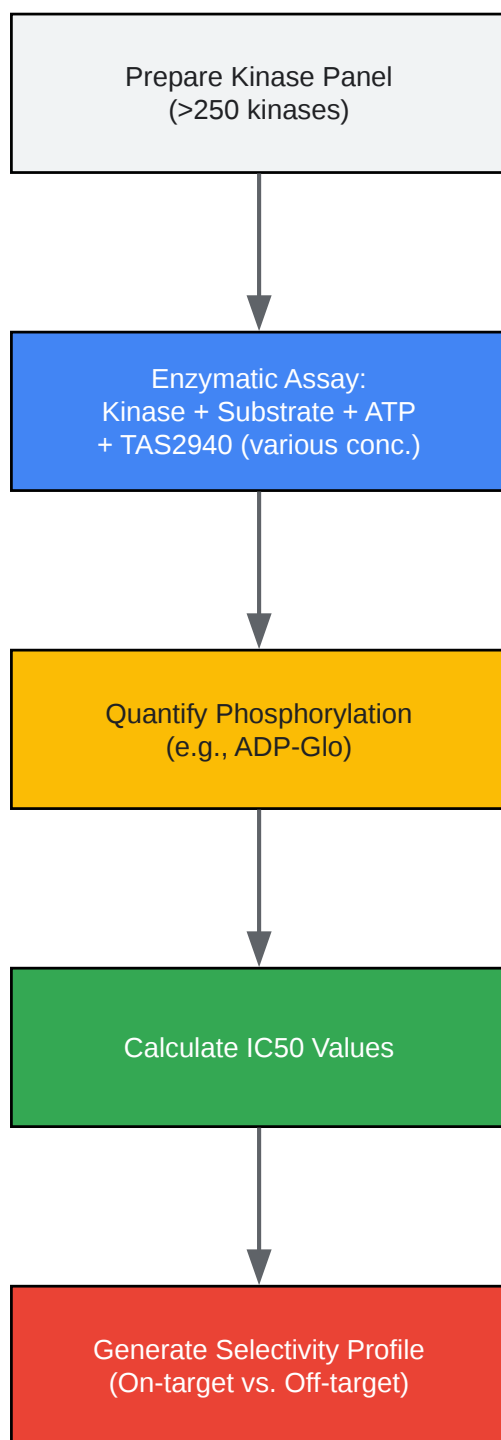 Prepare Kinase Panel
(>250 kinases)
Enzymatic Assay:
Kinase + Substrate + ATP
+ TAS2940 (various conc.)
Quantify Phosphorylation
(e.g., ADP-Glo)
Calculate IC50 Values
Generate Selectivity Profile
(On-target vs. Off-target)